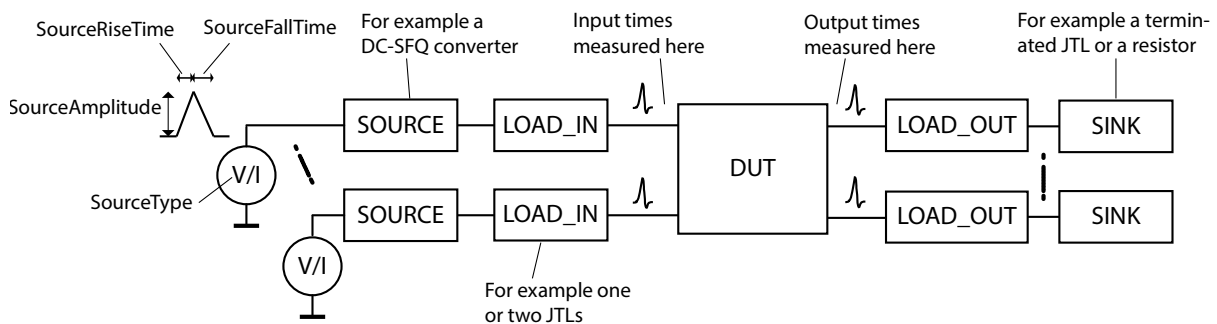 SourceRiseTime
SourceFallTime
SourceAmplitude
V/I
SourceType
V/I
For example a
DC-SFQ converter
SOURCE
LOAD_IN
SOURCE
LOAD_IN
For example one
or two JTLs
Input times
measured here
DUT
Output times
measured here
LOAD_OUT
SINK
LOAD_OUT
SINK
For example a termin-
ated JTL or a resistor